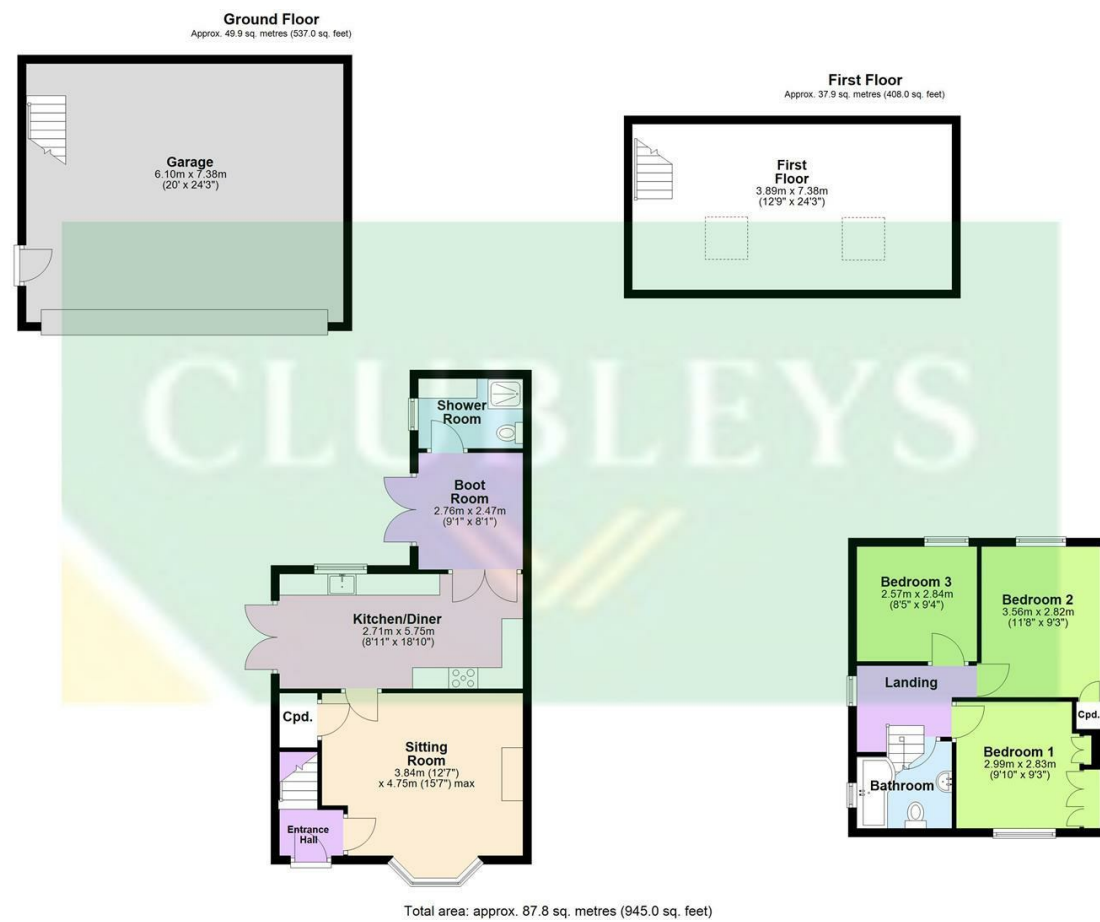 Ground Floor
Approx. 49.9 sq. metres (537.0 sq. feet)
Garage
6.10m x 7.38m
(20' x 24'3")
First Floor
Approx. 37.9 sq. metres (408.0 sq. feet)
First
Floor
3.89m x 7.38m
(12'9" x 24'3")
CLUBLEYS
Shower
Room
Boot
Room
2.76m x 2.47m
(9'1" x 8'1")
Kitchen/Diner
2.71m x 5.75m
(8'11" x 18'10")
Cpd.
Sitting
Room
3.84m (12'7")
x 4.75m (15'7") max
Entrance
Hall
Bedroom 3
2.57m x 2.84m
(8'5" x 9'4")
Bedroom 2
3.56m x 2.82m
(11'8" x 9'3")
Landing
Cpd.
Bedroom 1
2.99m x 2.83m
(9'10" x 9'3")
Bathroom
Total area: approx. 87.8 sq. metres (945.0 sq. feet)